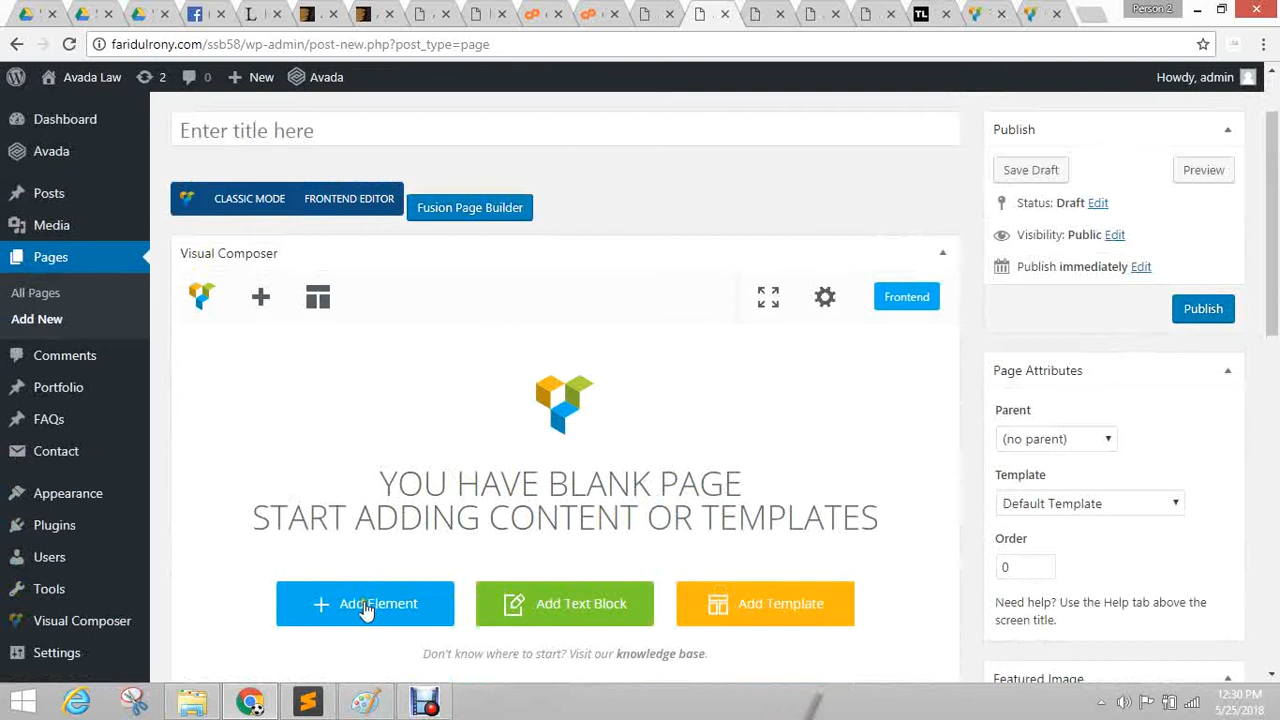 Person 2
faridulrony.com/ssb58/wp-admin/post-new.php?post_type=page
Avada Law
2
0
New
Avada
Howdy, admin
Dashboard
Avada
Posts
Media
Pages
All Pages
Add New
Comments
Portfolio
FAQs
Contact
Appearance
Plugins
Users
Tools
Visual Composer
Settings
Enter title here
CLASSIC MODE
FRONTEND EDITOR
Fusion Page Builder
Visual Composer
Frontend
YOU HAVE BLANK PAGE
START ADDING CONTENT OR TEMPLATES
Add Element
Add Text Block
Add Template
Don't know where to start? Visit our knowledge base.
Publish
Save Draft
Preview
Status: Draft Edit
Visibility: Public Edit
Publish immediately Edit
Publish
Page Attributes
Parent
(no parent)
Template
Default Template
Order
0
Need help? Use the Help tab above the
screen title.
Featured Image
12:30 PM
5/25/2018